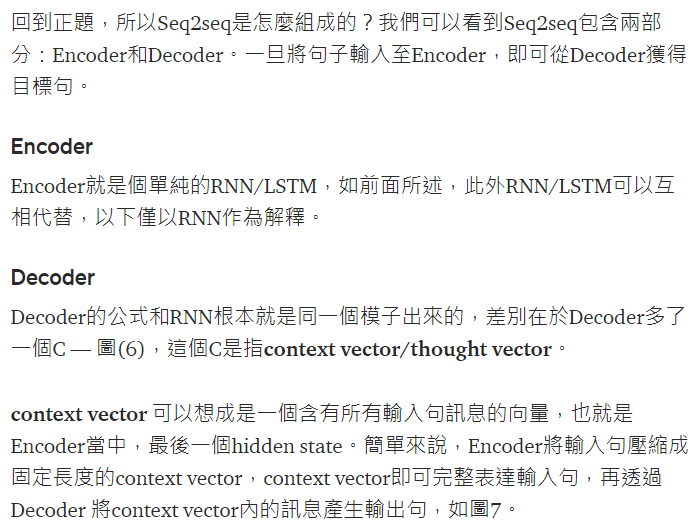 回到正題，所以Seq2seq是怎麼組成的？我們可以看到Seq2seq包含兩部
分：Encoder和Decoder。一旦將句子輸入至Encoder，即可從Decoder獲得
目標句。
Encoder
Encoder就是個單純的RNN/LSTM，如前面所述，此外RNN/LSTM可以互
相代替，以下僅以RNN作為解釋。
Decoder
Decoder的公式和RNN根本就是同一個模子出來的，差別在於Decoder多了
一個C — 圖(6)，這個C是指context vector/thought vector。
context vector 可以想成是一個含有所有輸入句訊息的向量，也就是
Encoder當中，最後一個hidden state。簡單來說，Encoder將輸入句壓縮成
固定長度的context vector，context vector即可完整表達輸入句，再透過
Decoder 將context vector內的訊息產生輸出句，如圖7。